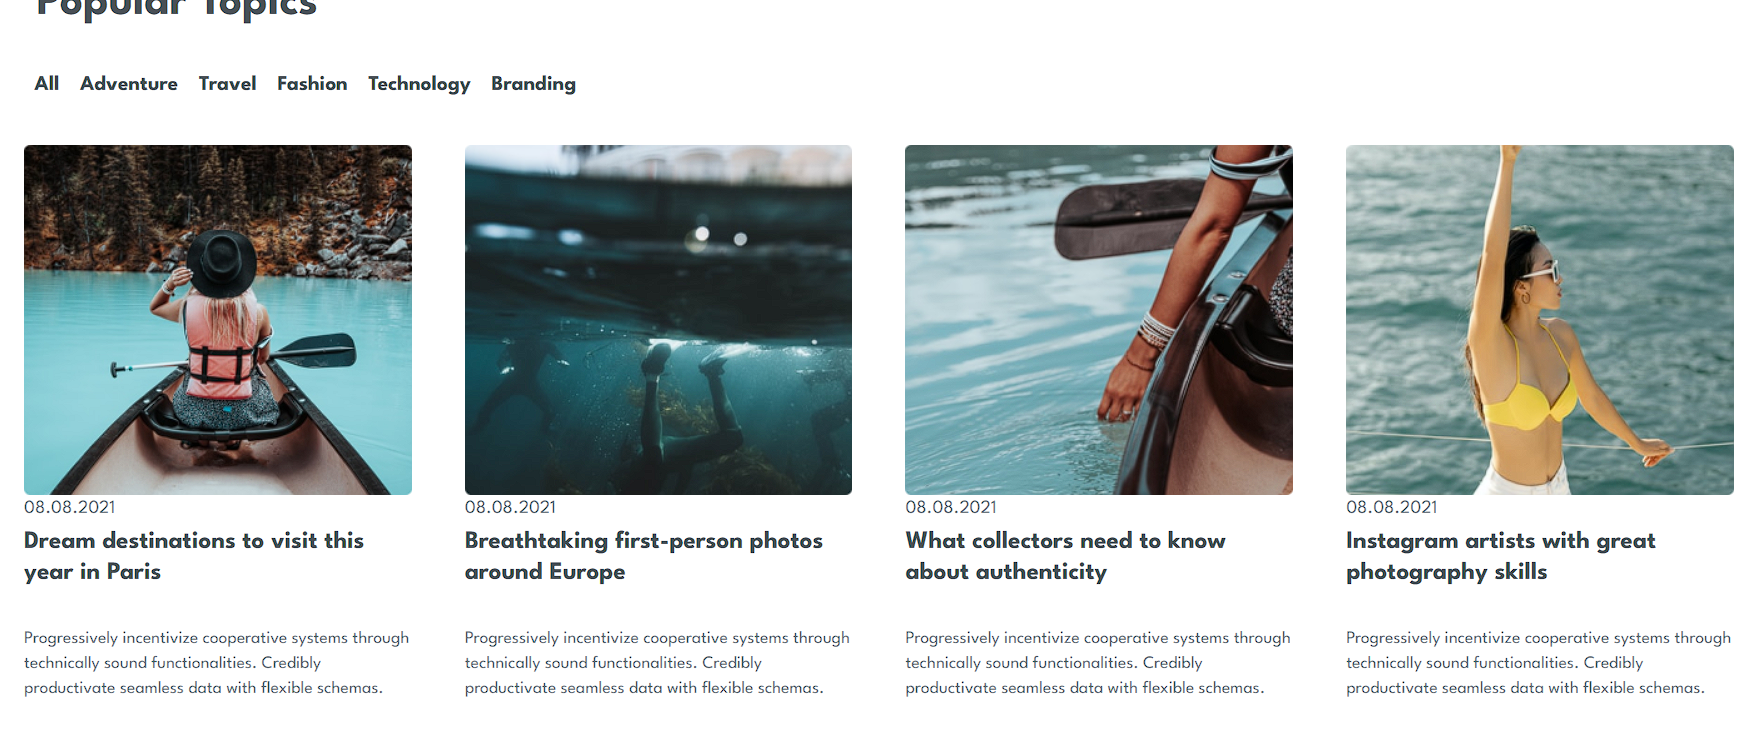 Popular Topics
All Adventure Travel Fashion Technology Branding
08.08.2021
Dream destinations to visit this
year in Paris
Progressively incentivize cooperative systems through
technically sound functionalities. Credibly
productivate seamless data with flexible schemas.
08.08.2021
Breathtaking first-person photos
around Europe
Progressively incentivize cooperative systems through
technically sound functionalities. Credibly
productivate seamless data with flexible schemas.
08.08.2021
What collectors need to know
about authenticity
Progressively incentivize cooperative systems through
technically sound functionalities. Credibly
productivate seamless data with flexible schemas.
08.08.2021
Instagram artists with great
photography skills
Progressively incentivize cooperative systems through
technically sound functionalities. Credibly
productivate seamless data with flexible schemas.